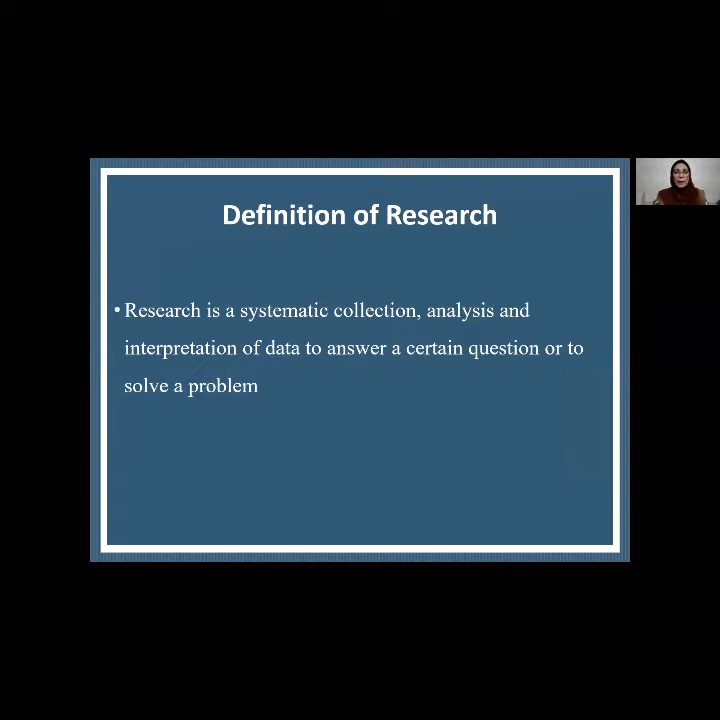 Definition of Research
• Research is a systematic collection, analysis and
interpretation of data to answer a certain question or to
solve a problem